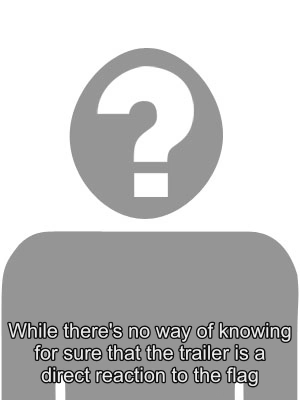 ?
While there's no way of knowing
for sure that the trailer is a
direct reaction to the flag